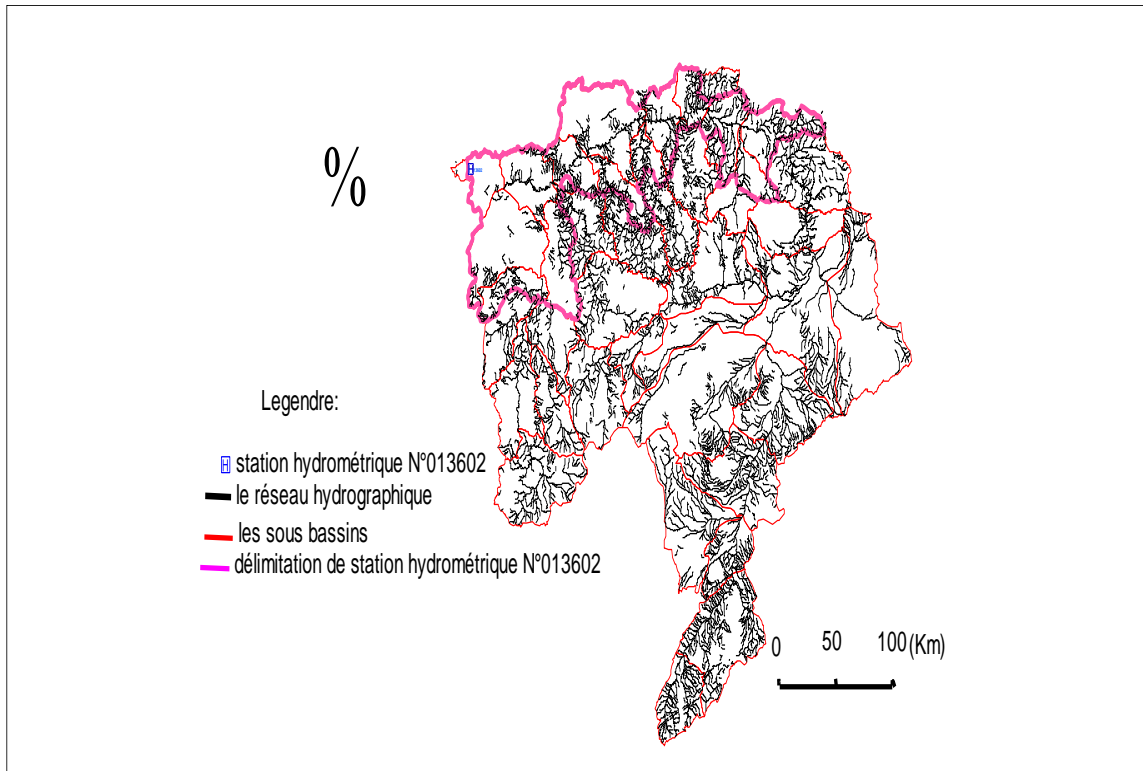 %
Legendre:
station hydrométrique N°013602
le réseau hydrographique
les sous bassins
délimitation de station hydrométrique N°013602
0 50 100 (Km)